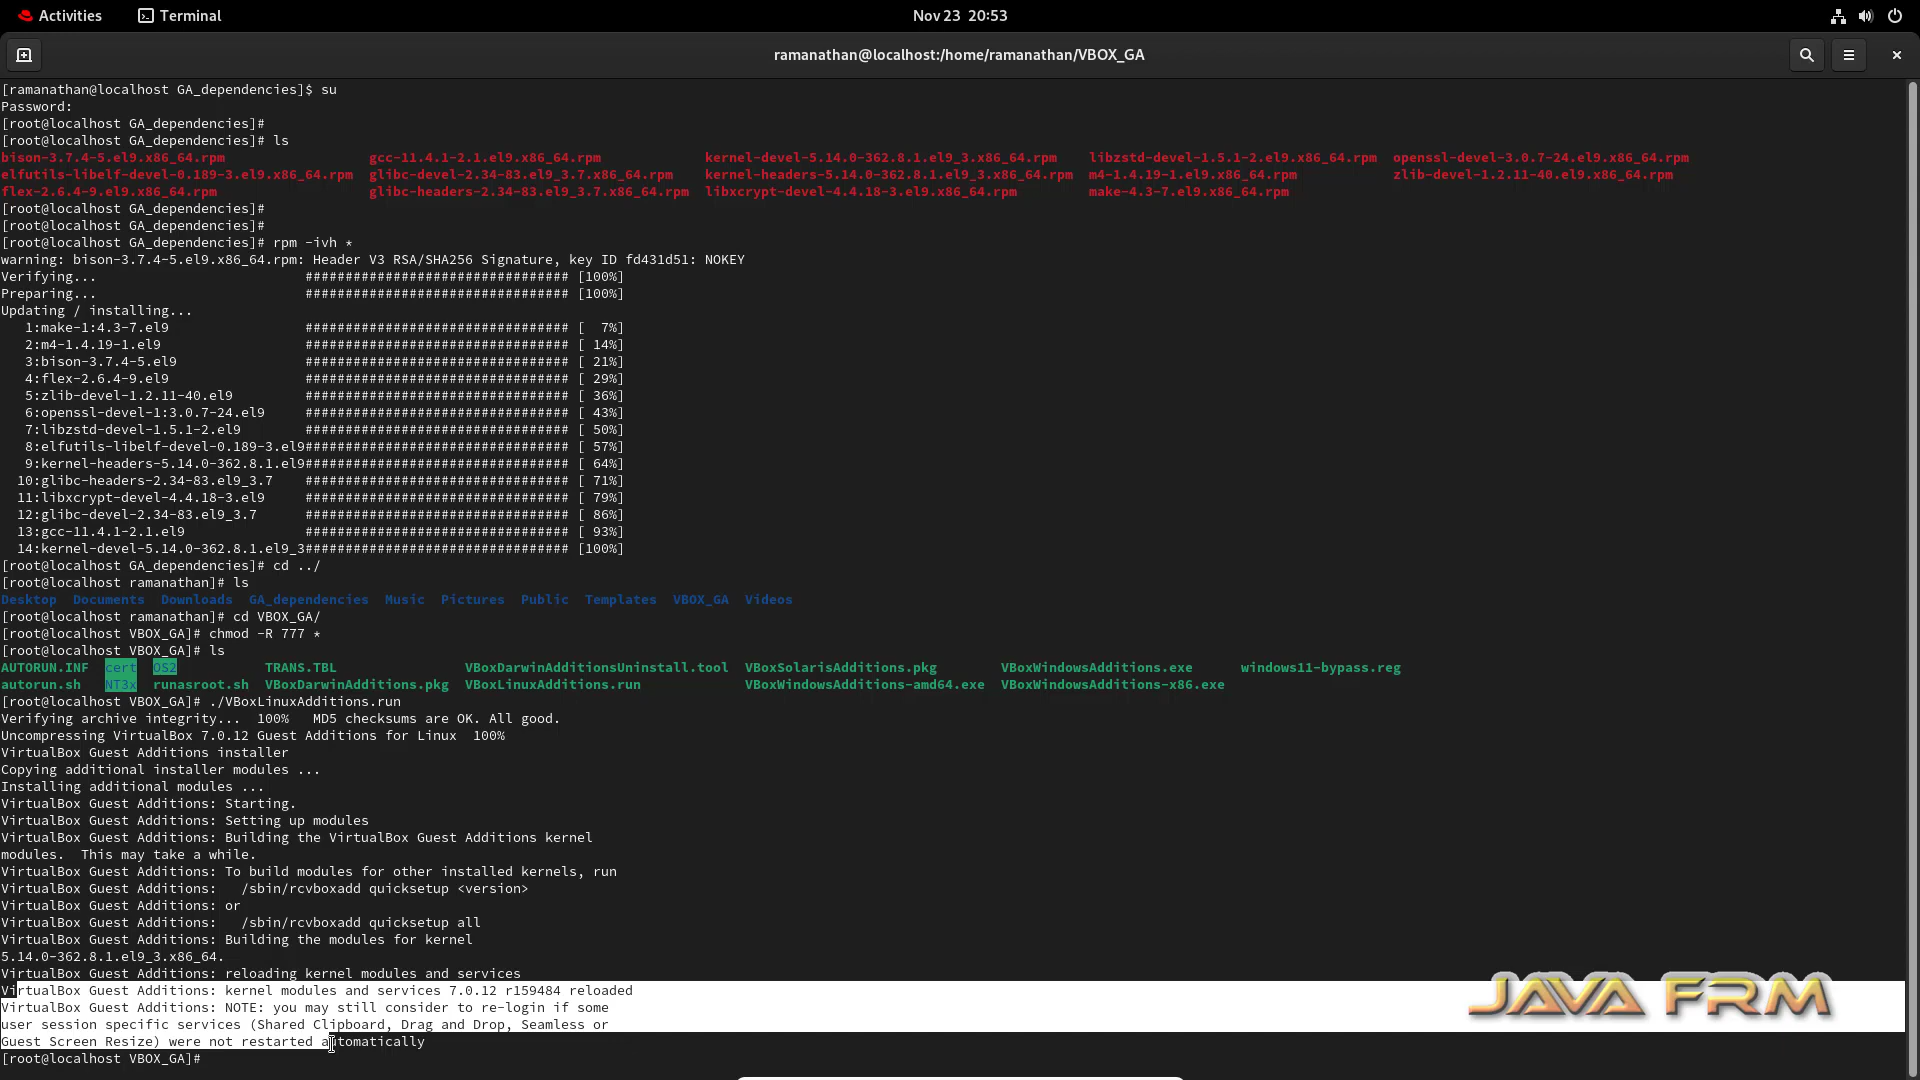 Activities Terminal Nov 23 20:53
ramanathan@localhost:/home/ramanathan/VBOX_GA
[ramanathan@localhost GA_dependencies]$ su
Password:
[root@localhost GA_dependencies]#
[root@localhost GA_dependencies]# ls
bison-3.7.4-5.el9.x86_64.rpm gcc-11.4.1-2.1.el9.x86_64.rpm kernel-devel-5.14.0-362.8.1.el9_3.x86_64.rpm libzstd-devel-1.5.1-2.el9.x86_64.rpm openssl-devel-3.0.7-24.el9.x86_64.rpm
elfutils-libelf-devel-0.189-3.el9.x86_64.rpm glibc-devel-2.34-83.el9_3.7.x86_64.rpm kernel-headers-5.14.0-362.8.1.el9_3.x86_64.rpm m4-1.4.19-1.el9.x86_64.rpm zlib-devel-1.2.11-40.el9.x86_64.rpm
flex-2.6.4-9.el9.x86_64.rpm glibc-headers-2.34-83.el9_3.7.x86_64.rpm libxcrypt-devel-4.4.18-3.el9.x86_64.rpm make-4.3-7.el9.x86_64.rpm
[root@localhost GA_dependencies]#
[root@localhost GA_dependencies]#
[root@localhost GA_dependencies]# rpm -ivh *
warning: bison-3.7.4-5.el9.x86_64.rpm: Header V3 RSA/SHA256 Signature, key ID fd431d51: NOKEY
Verifying... ################################# [100%]
Preparing... ################################# [100%]
Updating / installing...
1:make-1:4.3-7.el9 ################################# [ 7%]
2:m4-1.4.19-1.el9 ################################# [ 14%]
3:bison-3.7.4-5.el9 ################################# [ 21%]
4:flex-2.6.4-9.el9 ################################# [ 29%]
5:zlib-devel-1.2.11-40.el9 ################################# [ 36%]
6:openssl-devel-1:3.0.7-24.el9 ################################# [ 43%]
7:libzstd-devel-1.5.1-2.el9 ################################# [ 50%]
8:elfutils-libelf-devel-0.189-3.el9################################# [ 57%]
9:kernel-headers-5.14.0-362.8.1.el9################################# [ 64%]
10:glibc-headers-2.34-83.el9_3.7 ################################# [ 71%]
11:libxcrypt-devel-4.4.18-3.el9 ################################# [ 79%]
12:glibc-devel-2.34-83.el9_3.7 ################################# [ 86%]
13:gcc-11.4.1-2.1.el9 ################################# [ 93%]
14:kernel-devel-5.14.0-362.8.1.el9_3################################# [100%]
[root@localhost GA_dependencies]# cd ../
[root@localhost ramanathan]# ls
Desktop Documents Downloads GA_dependencies Music Pictures Public Templates VBOX_GA Videos
[root@localhost ramanathan]# cd VBOX_GA/
[root@localhost VBOX_GA]# chmod -R 777 *
[root@localhost VBOX_GA]# ls
AUTORUN.INF cert OS2 TRANS.TBL VBoxDarwinAdditionsUninstall.tool VBoxSolarisAdditions.pkg VBoxWindowsAdditions.exe windows11-bypass.reg
autorun.sh NT3x runasroot.sh VBoxDarwinAdditions.pkg VBoxLinuxAdditions.run VBoxWindowsAdditions-amd64.exe VBoxWindowsAdditions-x86.exe
[root@localhost VBOX_GA]# ./VBoxLinuxAdditions.run
Verifying archive integrity... 100% MD5 checksums are OK. All good.
Uncompressing VirtualBox 7.0.12 Guest Additions for Linux 100%
VirtualBox Guest Additions installer
Copying additional installer modules ...
Installing additional modules ...
VirtualBox Guest Additions: Starting.
VirtualBox Guest Additions: Setting up modules
VirtualBox Guest Additions: Building the VirtualBox Guest Additions kernel
modules. This may take a while.
VirtualBox Guest Additions: To build modules for other installed kernels, run
VirtualBox Guest Additions: /sbin/rcvboxadd quicksetup <version>
VirtualBox Guest Additions: or
VirtualBox Guest Additions: /sbin/rcvboxadd quicksetup all
VirtualBox Guest Additions: Building the modules for kernel
5.14.0-362.8.1.el9_3.x86_64.
VirtualBox Guest Additions: reloading kernel modules and services
VirtualBox Guest Additions: kernel modules and services 7.0.12 r159484 reloaded
VirtualBox Guest Additions: NOTE: you may still consider to re-login if some
user session specific services (Shared Clipboard, Drag and Drop, Seamless or
Guest Screen Resize) were not restarted automatically
[root@localhost VBOX_GA]#
JAVA FRM